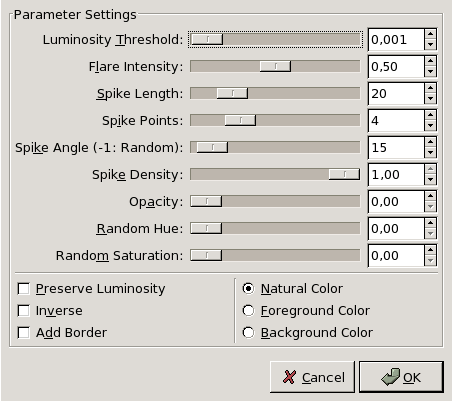 Parameter Settings
Luminosity Threshold: 0,001
Flare Intensity: 0,50
Spike Length: 20
Spike Points: 4
Spike Angle (-1: Random): 15
Spike Density: 1,00
Opacity: 0,00
Random Hue: 0,00
Random Saturation: 0,00
Preserve Luminosity Natural Color
Inverse Foreground Color
Add Border Background Color
Cancel OK